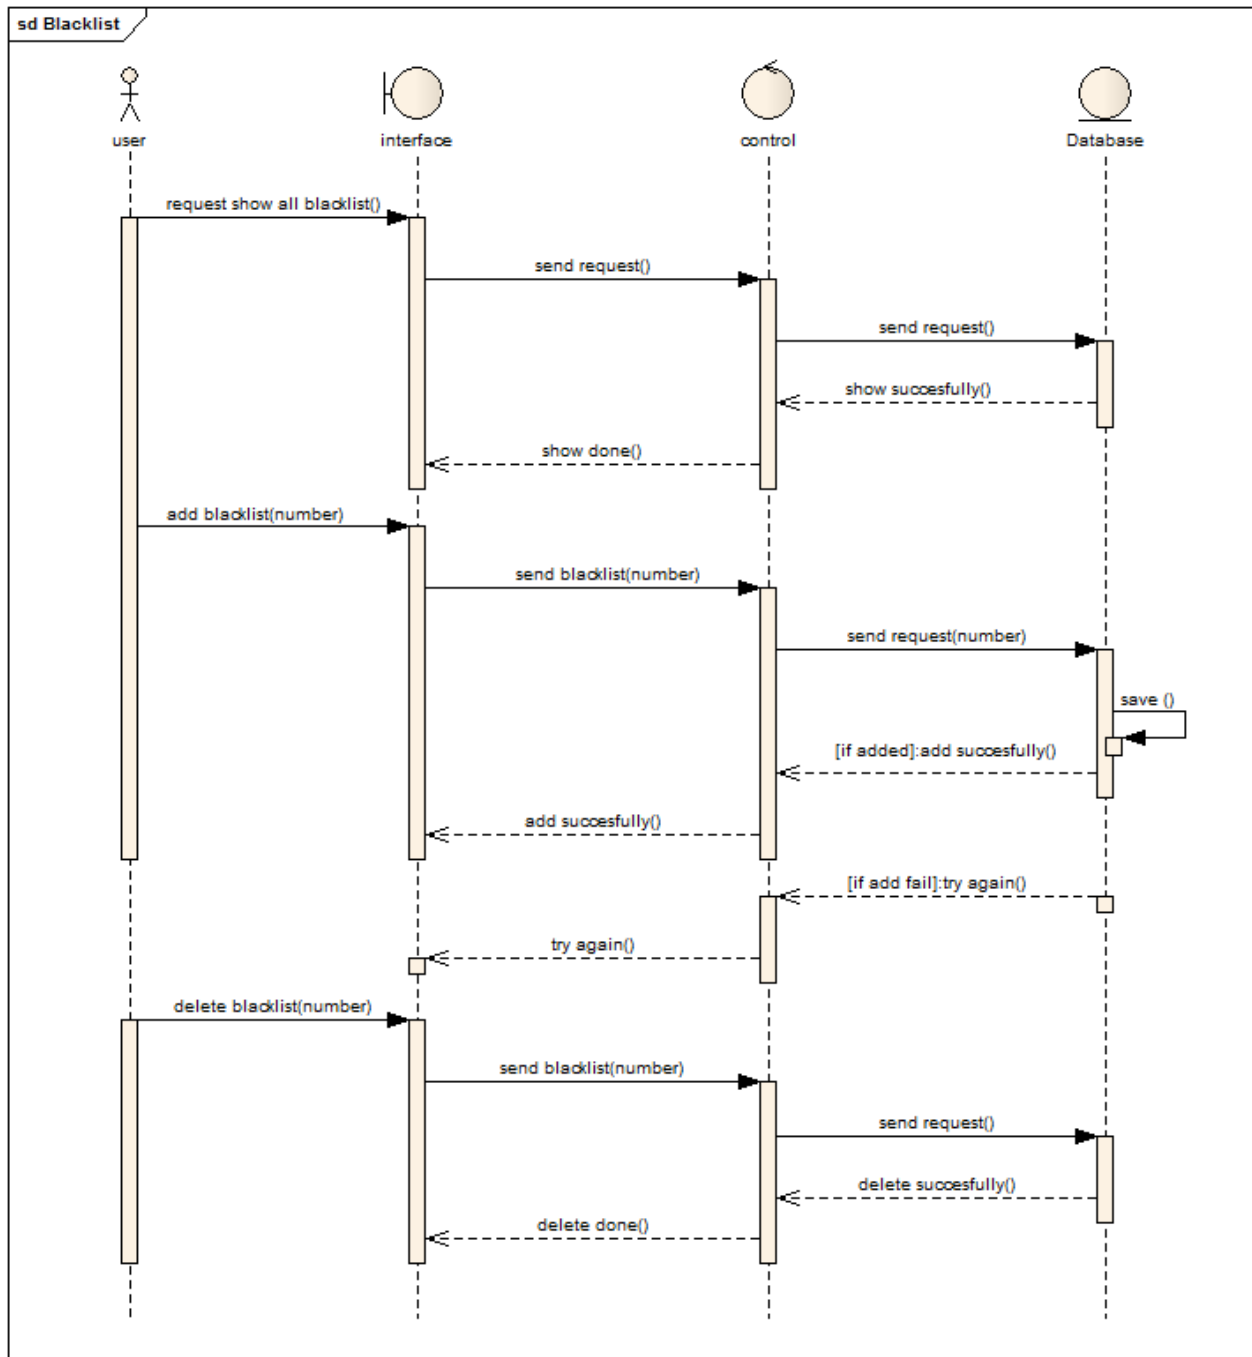 sd Blacklist
user
interface
control
Database
request show all blacklist()
send request()
send request()
show succesfully()
show done()
add blacklist(number)
send blacklist(number)
send request(number)
save ()
[if added]:add succesfully()
add succesfully()
[if add fail]:try again()
try again()
delete blacklist(number)
send blacklist(number)
send request()
delete succesfully()
delete done()